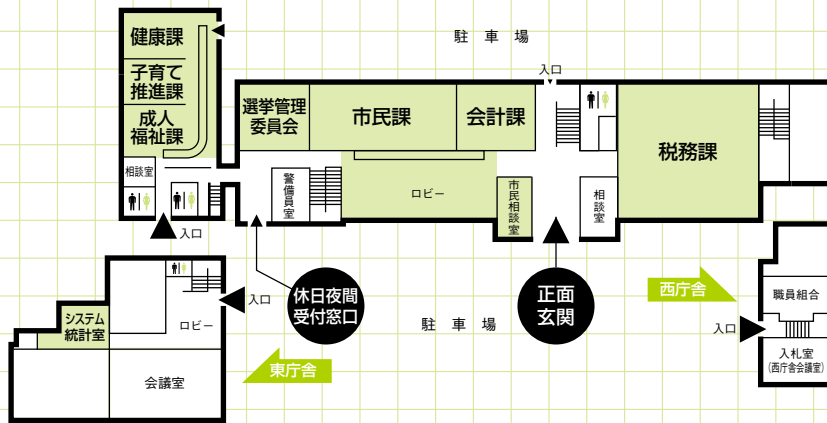 健康課
子育て
推進課
成人
福祉課
相談室
入口
駐車場
入口
選挙管理
委員会
市民課
会計課
税務課
警備員室
ロビー
市民相談室
相談室
休日夜間
受付窓口
正面
玄関
駐車場
入口
システム
統計室
ロビー
会議室
東庁舎
西庁舎
職員組合
入口
入札室
(西庁舎会議室)